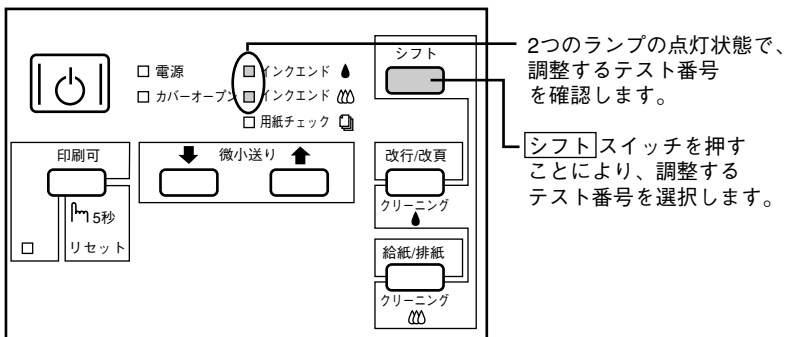 電源
インクエンド
カバーオープン
インクエンド
用紙チェック
シフト
印刷可
微小送り
改行/改頁
5秒
リセット
クリーニング
給紙/排紙
クリーニング
2つのランプの点灯状態で、
調整するテスト番号
を確認します。
シフトスイッチを押す
ことにより、調整する
テスト番号を選択します。